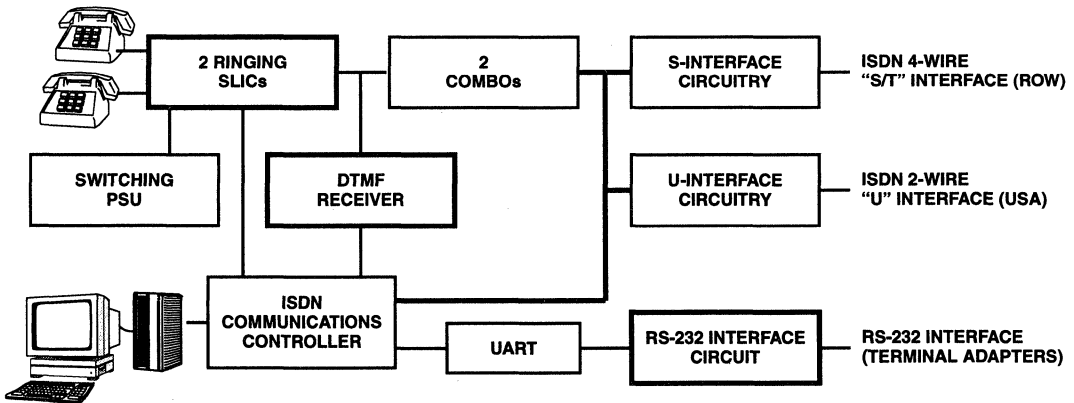 2 RINGING
SLICs
2
COMBOs
S-INTERFACE
CIRCUITRY
ISDN 4-WIRE
“S/T” INTERFACE (ROW)
SWITCHING
PSU
DTMF
RECEIVER
U-INTERFACE
CIRCUITRY
ISDN 2-WIRE
“U” INTERFACE (USA)
ISDN
COMMUNICATIONS
CONTROLLER
UART
RS-232 INTERFACE
CIRCUIT
RS-232 INTERFACE
(TERMINAL ADAPTERS)